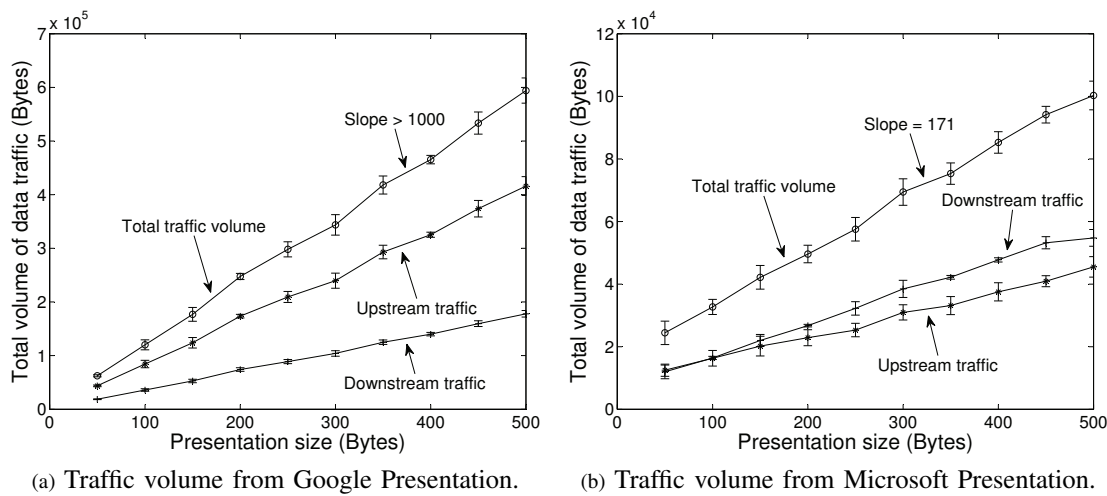 x 10^5
7
6
5
4
3
2
1
0
0 100 200 300 400 500
Total volume of data traffic (Bytes)
Presentation size (Bytes)
Slope > 1000
Total traffic volume
Upstream traffic
Downstream traffic
(a) Traffic volume from Google Presentation.
x 10^4
12
10
8
6
4
2
0
0 100 200 300 400 500
Total volume of data traffic (Bytes)
Presentation size (Bytes)
Slope = 171
Total traffic volume
Downstream traffic
Upstream traffic
(b) Traffic volume from Microsoft Presentation.